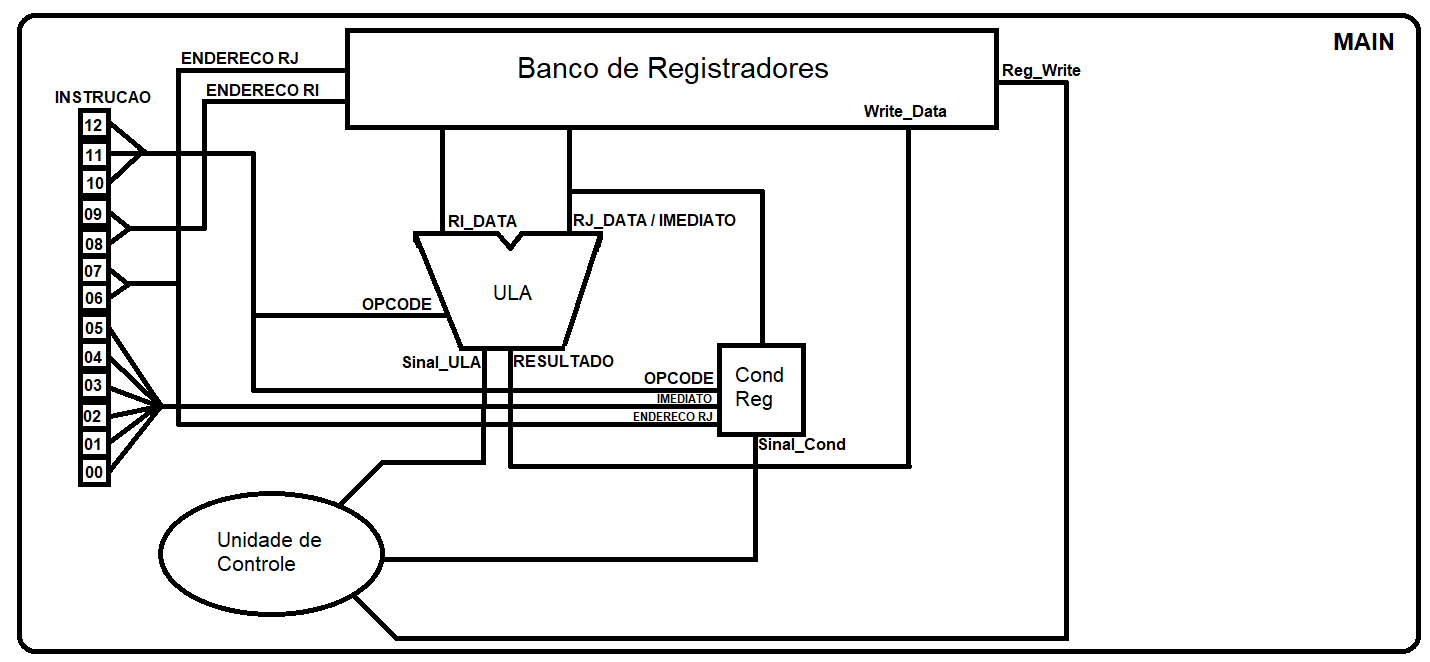 MAIN
ENDERECO RJ
Banco de Registradores
Reg_Write
ENDERECO RI
INSTRUCAO
Write_Data
12
11
10
09
08
07
06
05
04
03
02
01
00
RI_DATA
RJ_DATA / IMEDIATO
ULA
OPCODE
Sinal_ULA
RESULTADO
OPCODE
IMEDIATO
ENDERECO RJ
Cond
Reg
Sinal_Cond
Unidade de
Controle